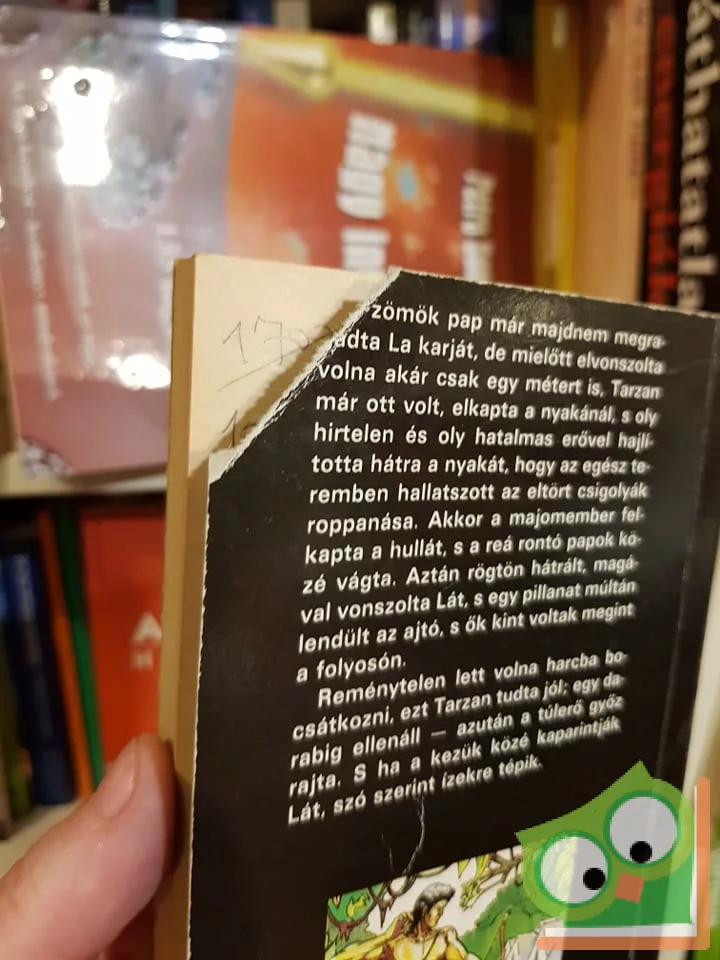 zömök pap már majdnem megra-
adta La karját, de mielőtt elvonszolta
volna akár csak egy métert is, Tarzan
már ott volt, elkapta a nyakánál, s oly
hirtelen és oly hatalmas erővel hajlí-
totta hátra a nyakát, hogy az egész te-
remben hallatszott az eltört csigolyák
roppanása. Akkor a majomember fel-
kapta a hullát, s a reá rontó papok kö-
zé vágta. Aztán rögtön hátrált, magá-
val vonszolta Lát, s egy pillanat múltán
lendült az ajtó, s ők kint voltak megint
a folyosón.
Reménytelen lett volna harcba bo-
csátkozni, ezt Tarzan tudta jól; egy da-
rabig ellenáll — azután a túlerő győz
rajta. S ha a kezük közé kaparintják
Lát, szó szerint ízekre tépik.